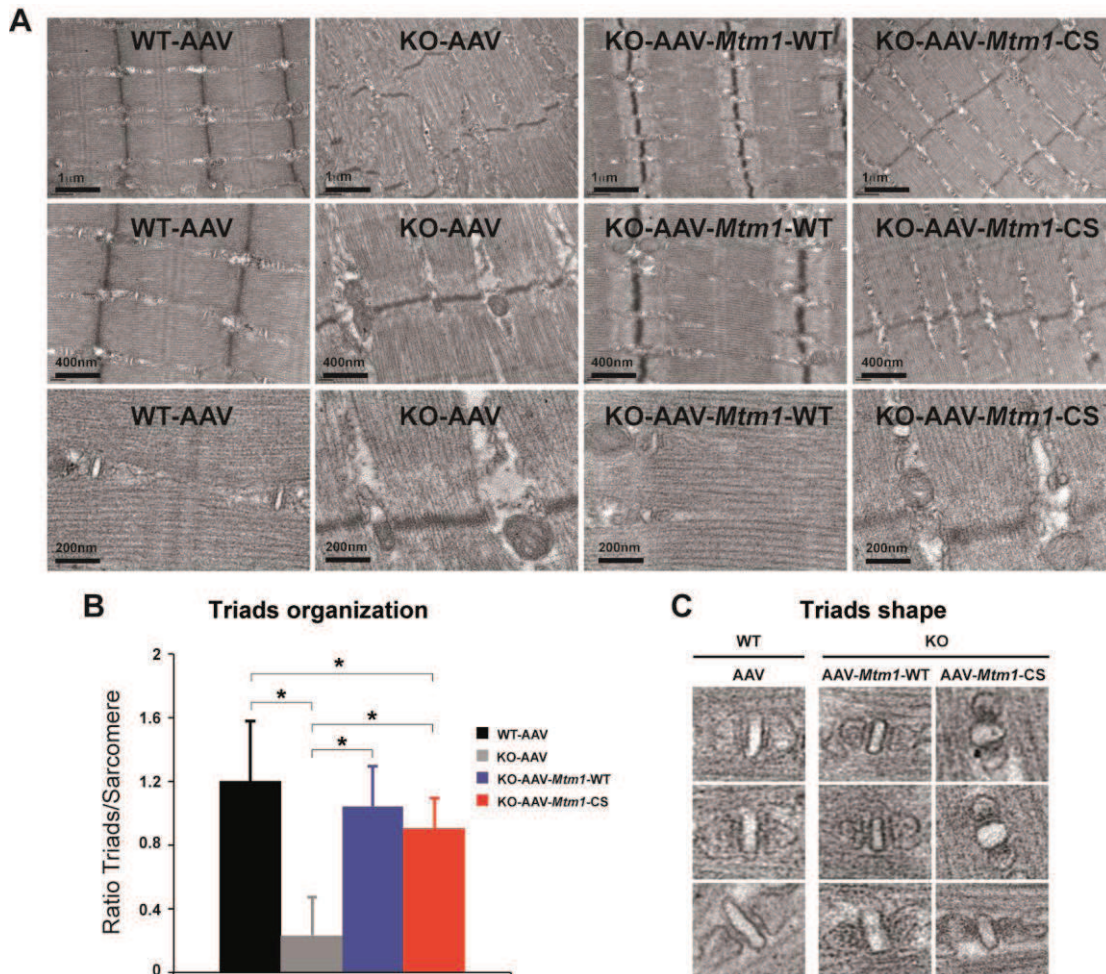 A
WT-AAV KO-AAV KO-AAV-Mtm1-WT KO-AAV-Mtm1-CS
1µm 1µm 1µm 1µm
WT-AAV KO-AAV KO-AAV-Mtm1-WT KO-AAV-Mtm1-CS
400nm 400nm 400nm 400nm
WT-AAV KO-AAV KO-AAV-Mtm1-WT KO-AAV-Mtm1-CS
200nm 200nm 200nm 200nm
B Triads organization
Ratio Triads/Sarcomere
2
1.6
1.2
0.8
0.4
0
* 
*
*
*
WT-AAV
KO-AAV
KO-AAV-Mtm1-WT
KO-AAV-Mtm1-CS
C Triads shape
WT KO
AAV AAV-Mtm1-WT AAV-Mtm1-CS